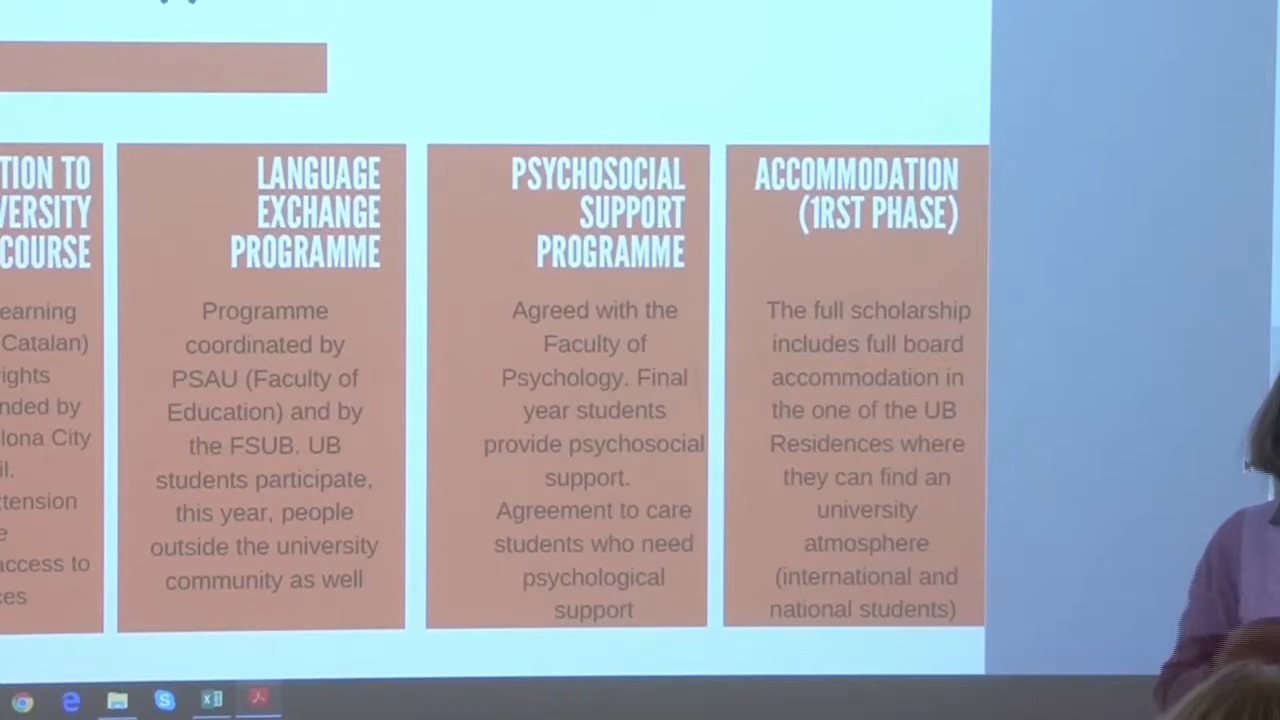 TION TO
VERSITY
COURSE
earning
Catalan)
ights
nded by
lona City
il.
xtension
e
access to
ces
LANGUAGE
EXCHANGE
PROGRAMME
Programme
coordinated by
PSAU (Faculty of
Education) and by
the FSUB. UB
students participate,
this year, people
outside the university
community as well
PSYCHOSOCIAL
SUPPORT
PROGRAMME
Agreed with the
Faculty of
Psychology. Final
year students
provide psychosocial
support.
Agreement to care
students who need
psychological
support
ACCOMMODATION
(1RST PHASE)
The full scholarship
includes full board
accommodation in
the one of the UB
Residences where
they can find an
university
atmosphere
(international and
national students)